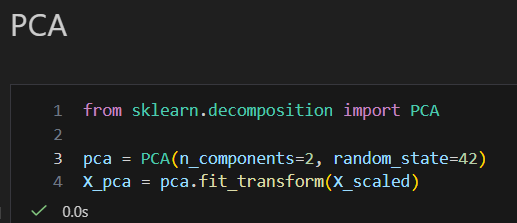 PCA
1 from sklearn.decomposition import PCA
2
3 pca = PCA(n_components=2, random_state=42)
4 X_pca = pca.fit_transform(X_scaled)
✓ 0.0s